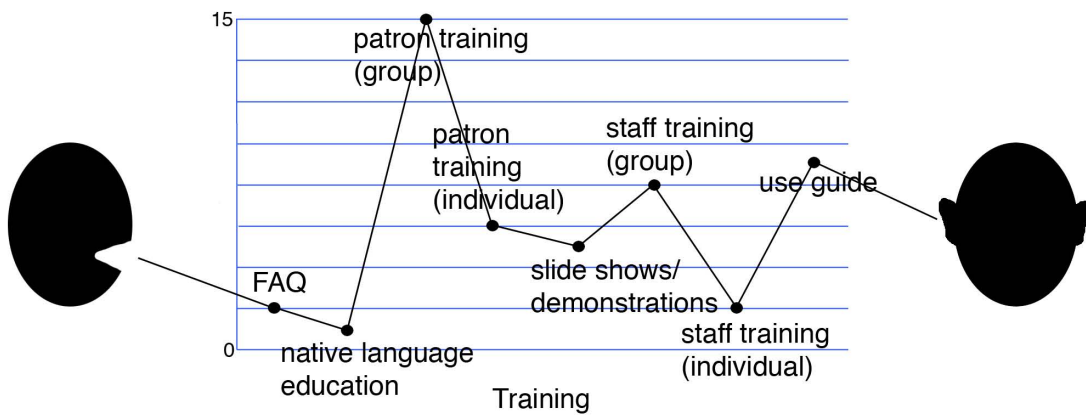 15
patron training
(group)
patron
training
(individual)
staff training
(group)
use guide
FAQ
slide shows/
demonstrations
0
native language
education
staff training
(individual)
Training